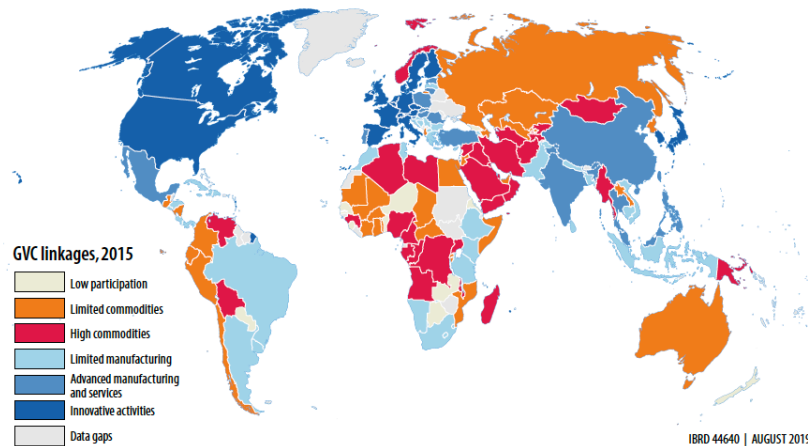 GVC linkages, 2015
Low participation
Limited commodities
High commodities
Limited manufacturing
Advanced manufacturing
and services
Innovative activities
Data gaps
IBRD 44640 | AUGUST 2019